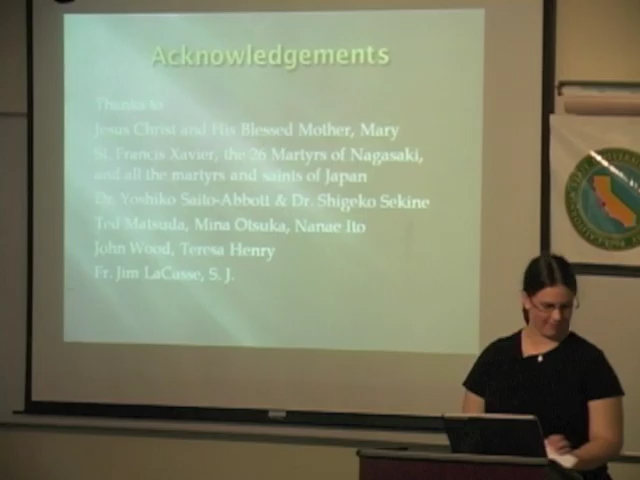 Acknowledgements
Thanks to
Jesus Christ and His Blessed Mother, Mary
St. Francis Xavier, the 26 Martyrs of Nagasaki,
and all the martyrs and saints of Japan
Dr. Yoshiko Saito-Abbott & Dr. Shigeko Sekine
Ted Matsuda, Mina Otsuka, Nanae Ito
John Wood, Teresa Henry
Fr. Jim LaCasse, S. J.